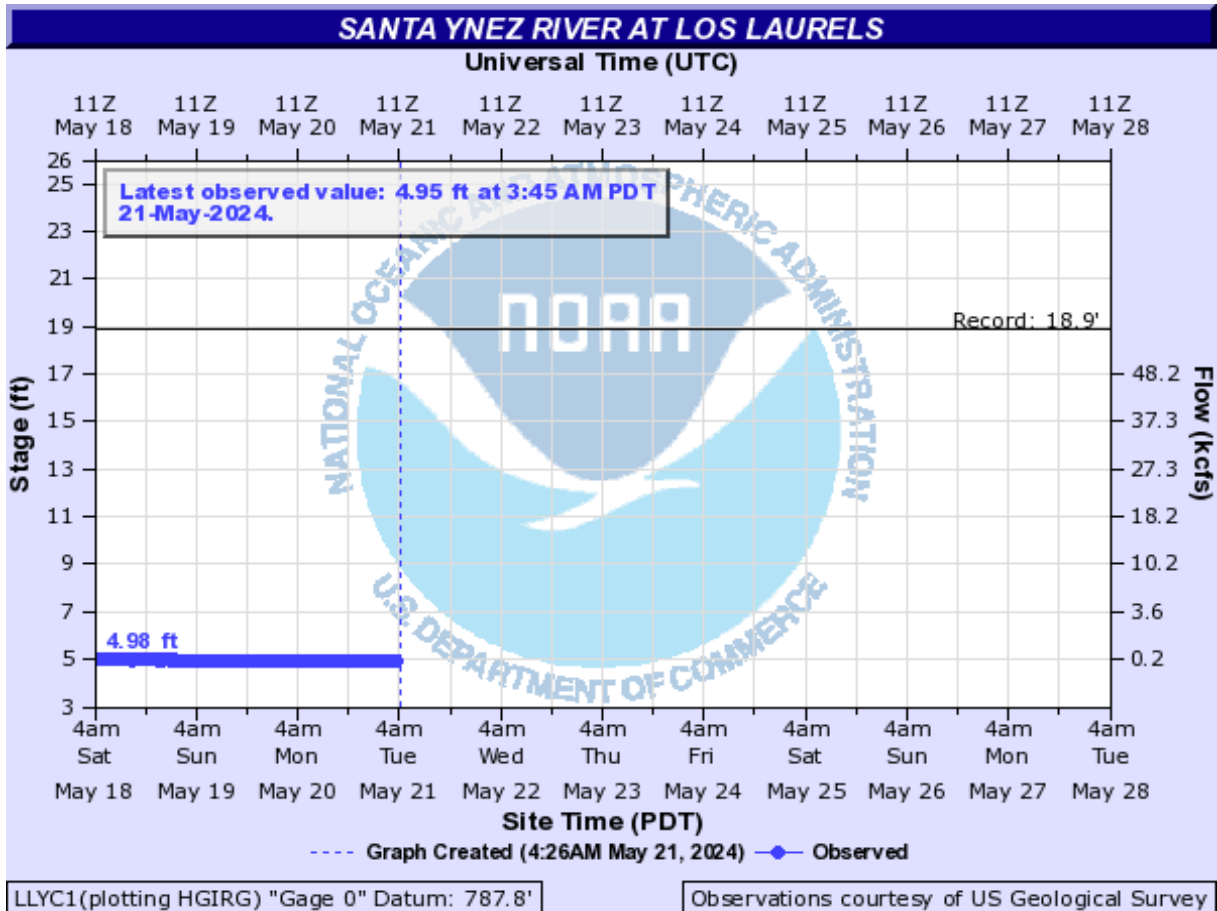 SANTA YNEZ RIVER AT LOS LAURELS
Universal Time (UTC)
11Z 11Z 11Z 11Z 11Z 11Z 11Z 11Z 11Z 11Z 11Z
May 18 May 19 May 20 May 21 May 22 May 23 May 24 May 25 May 26 May 27 May 28
Latest observed value: 4.95 ft at 3:45 AM PDT
21-May-2024.
NATIONAL OCEANIC AND ATMOSPHERIC ADMINISTRATION
NOAA
U.S. DEPARTMENT OF COMMERCE
Record: 18.9'
4.98 ft
Stage (ft)
26
25
23
21
19
17
15
13
11
9
7
5
3
Flow (kcfs)
48.2
37.3
27.3
18.2
10.2
3.6
0.2
4am 4am 4am 4am 4am 4am 4am 4am 4am 4am 4am
Sat Sun Mon Tue Wed Thu Fri Sat Sun Mon Tue
May 18 May 19 May 20 May 21 May 22 May 23 May 24 May 25 May 26 May 27 May 28
Site Time (PDT)
Graph Created (4:26AM May 21, 2024) Observed
LLYC1(plotting HGIRG) "Gage 0" Datum: 787.8'
Observations courtesy of US Geological Survey